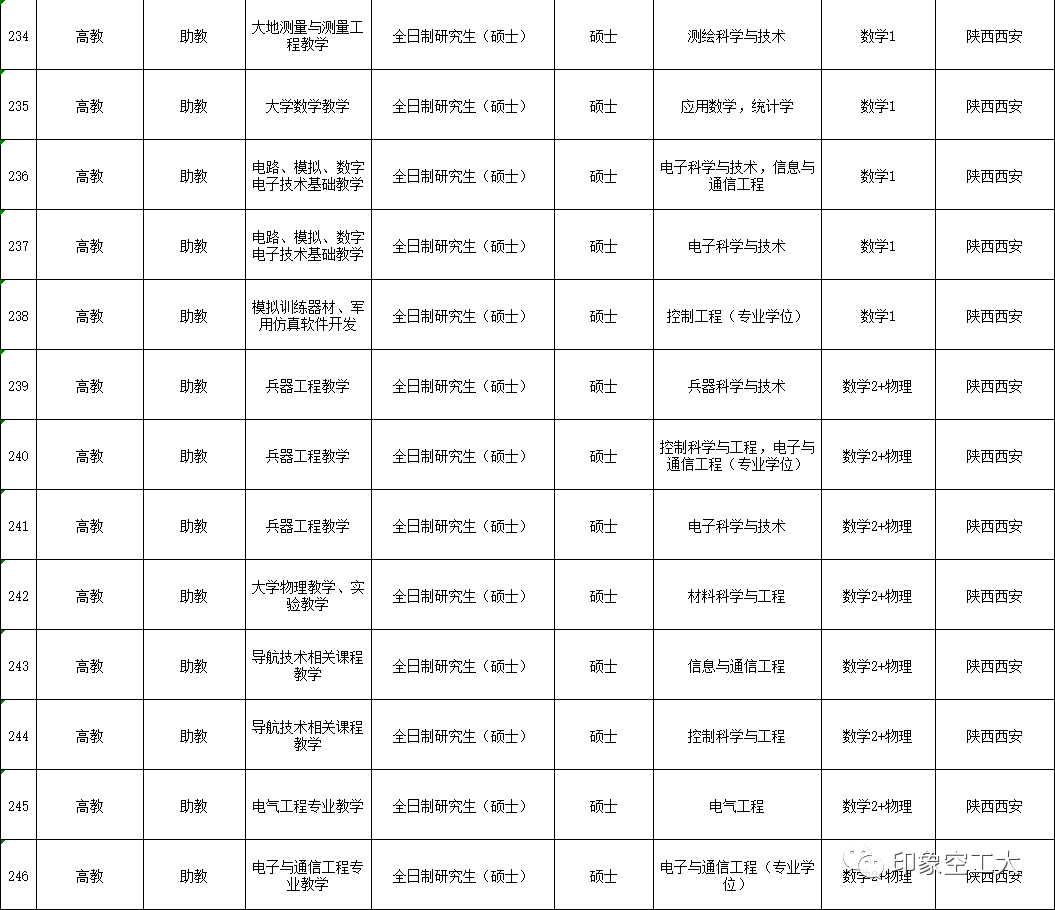 234 高教 助教 大地测量与测量工程教学 全日制研究生（硕士） 硕士 测绘科学与技术 数学1 陕西西安
235 高教 助教 大学数学教学 全日制研究生（硕士） 硕士 应用数学，统计学 数学1 陕西西安
236 高教 助教 电路、模拟、数字电子技术基础教学 全日制研究生（硕士） 硕士 电子科学与技术，信息与通信工程 数学1 陕西西安
237 高教 助教 电路、模拟、数字电子技术基础教学 全日制研究生（硕士） 硕士 电子科学与技术 数学1 陕西西安
238 高教 助教 模拟训练器材、军用仿真软件开发 全日制研究生（硕士） 硕士 控制工程（专业学位） 数学1 陕西西安
239 高教 助教 兵器工程教学 全日制研究生（硕士） 硕士 兵器科学与技术 数学2+物理 陕西西安
240 高教 助教 兵器工程教学 全日制研究生（硕士） 硕士 控制科学与工程，电子与通信工程（专业学位） 数学2+物理 陕西西安
241 高教 助教 兵器工程教学 全日制研究生（硕士） 硕士 电子科学与技术 数学2+物理 陕西西安
242 高教 助教 大学物理教学、实验教学 全日制研究生（硕士） 硕士 材料科学与工程 数学2+物理 陕西西安
243 高教 助教 导航技术相关课程教学 全日制研究生（硕士） 硕士 信息与通信工程 数学2+物理 陕西西安
244 高教 助教 导航技术相关课程教学 全日制研究生（硕士） 硕士 控制科学与工程 数学2+物理 陕西西安
245 高教 助教 电气工程专业教学 全日制研究生（硕士） 硕士 电气工程 数学2+物理 陕西西安
246 高教 助教 电子与通信工程专业教学 全日制研究生（硕士） 硕士 电子与通信工程（专业学位） 数学2+物理 陕西西安
印象空工大